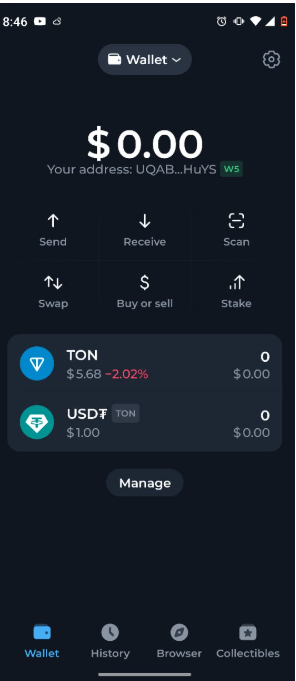 8:46
Wallet
$0.00
Your address: UQAB...HuYS W5
Send Receive Scan
Swap Buy or sell Stake
TON 0
$5.68 −2.02% $0.00
USD₮ TON 0
$1.00 $0.00
Manage
Wallet History Browser Collectibles